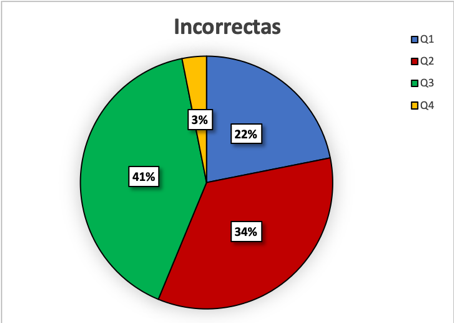 Incorrectas
Q1
Q2
Q3
Q4
3%
22%
41%
34%